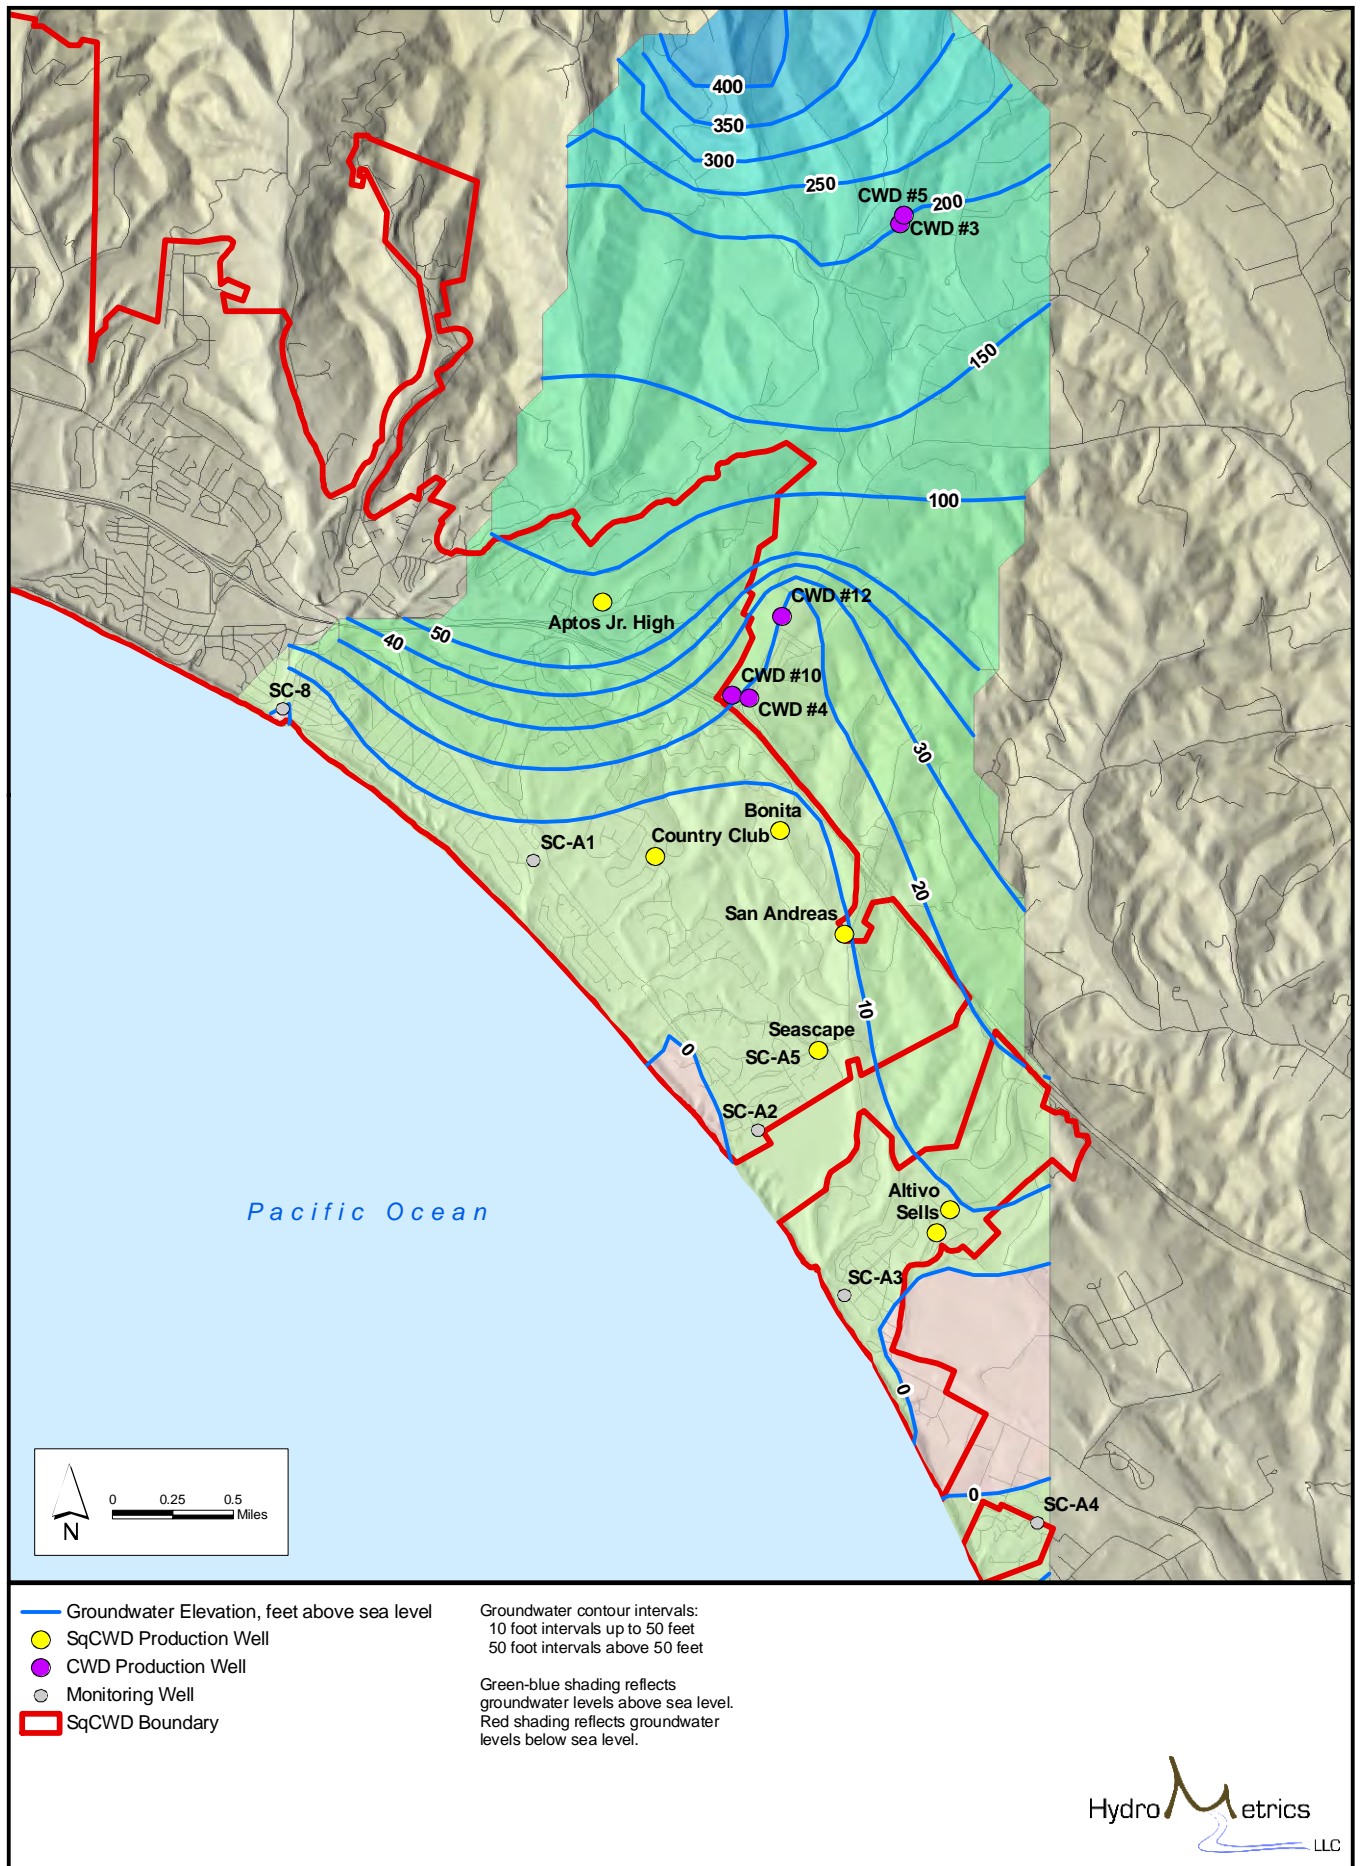 400
350
300
250
CWD #5
200
CWD #3
150
100
CWD #12
Aptos Jr. High
50
40
CWD #10
SC-8
CWD #4
30
Bonita
Country Club
SC-A1
20
San Andreas
10
Seascape
SC-A5
0
SC-A2
Pacific Ocean
Altivo
Sells
SC-A3
0
0
SC-A4
0 0.25 0.5
Miles
N
Groundwater Elevation, feet above sea level
SqCWD Production Well
CWD Production Well
Monitoring Well
SqCWD Boundary
Groundwater contour intervals:
10 foot intervals up to 50 feet
50 foot intervals above 50 feet
Green-blue shading reflects
groundwater levels above sea level.
Red shading reflects groundwater
levels below sea level.
HydroMetrics
LLC